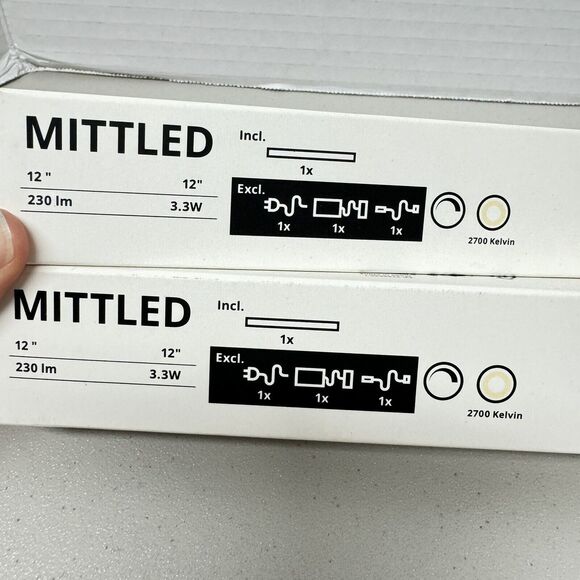 MITTLED
Incl.
1x
12 " 12"
230 lm 3.3W
Excl.
1x 1x 1x
2700 Kelvin
MITTLED
Incl.
1x
12 " 12"
230 lm 3.3W
Excl.
1x 1x 1x
2700 Kelvin